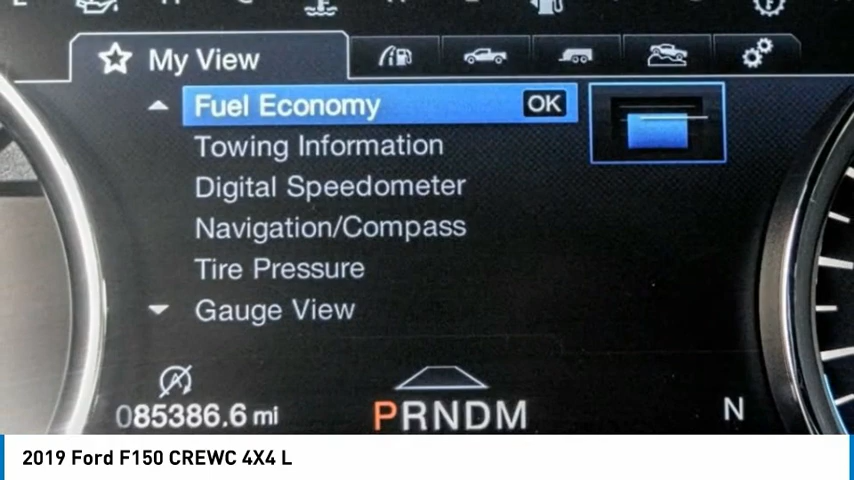 My View
Fuel Economy OK
Towing Information
Digital Speedometer
Navigation/Compass
Tire Pressure
Gauge View
085386.6 mi PRNDM N
2019 Ford F150 CREWC 4X4 L